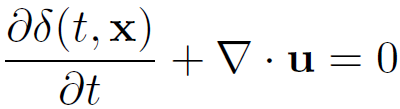 ∂δ(t, **x**)/∂t + ∇ · **u** = 0